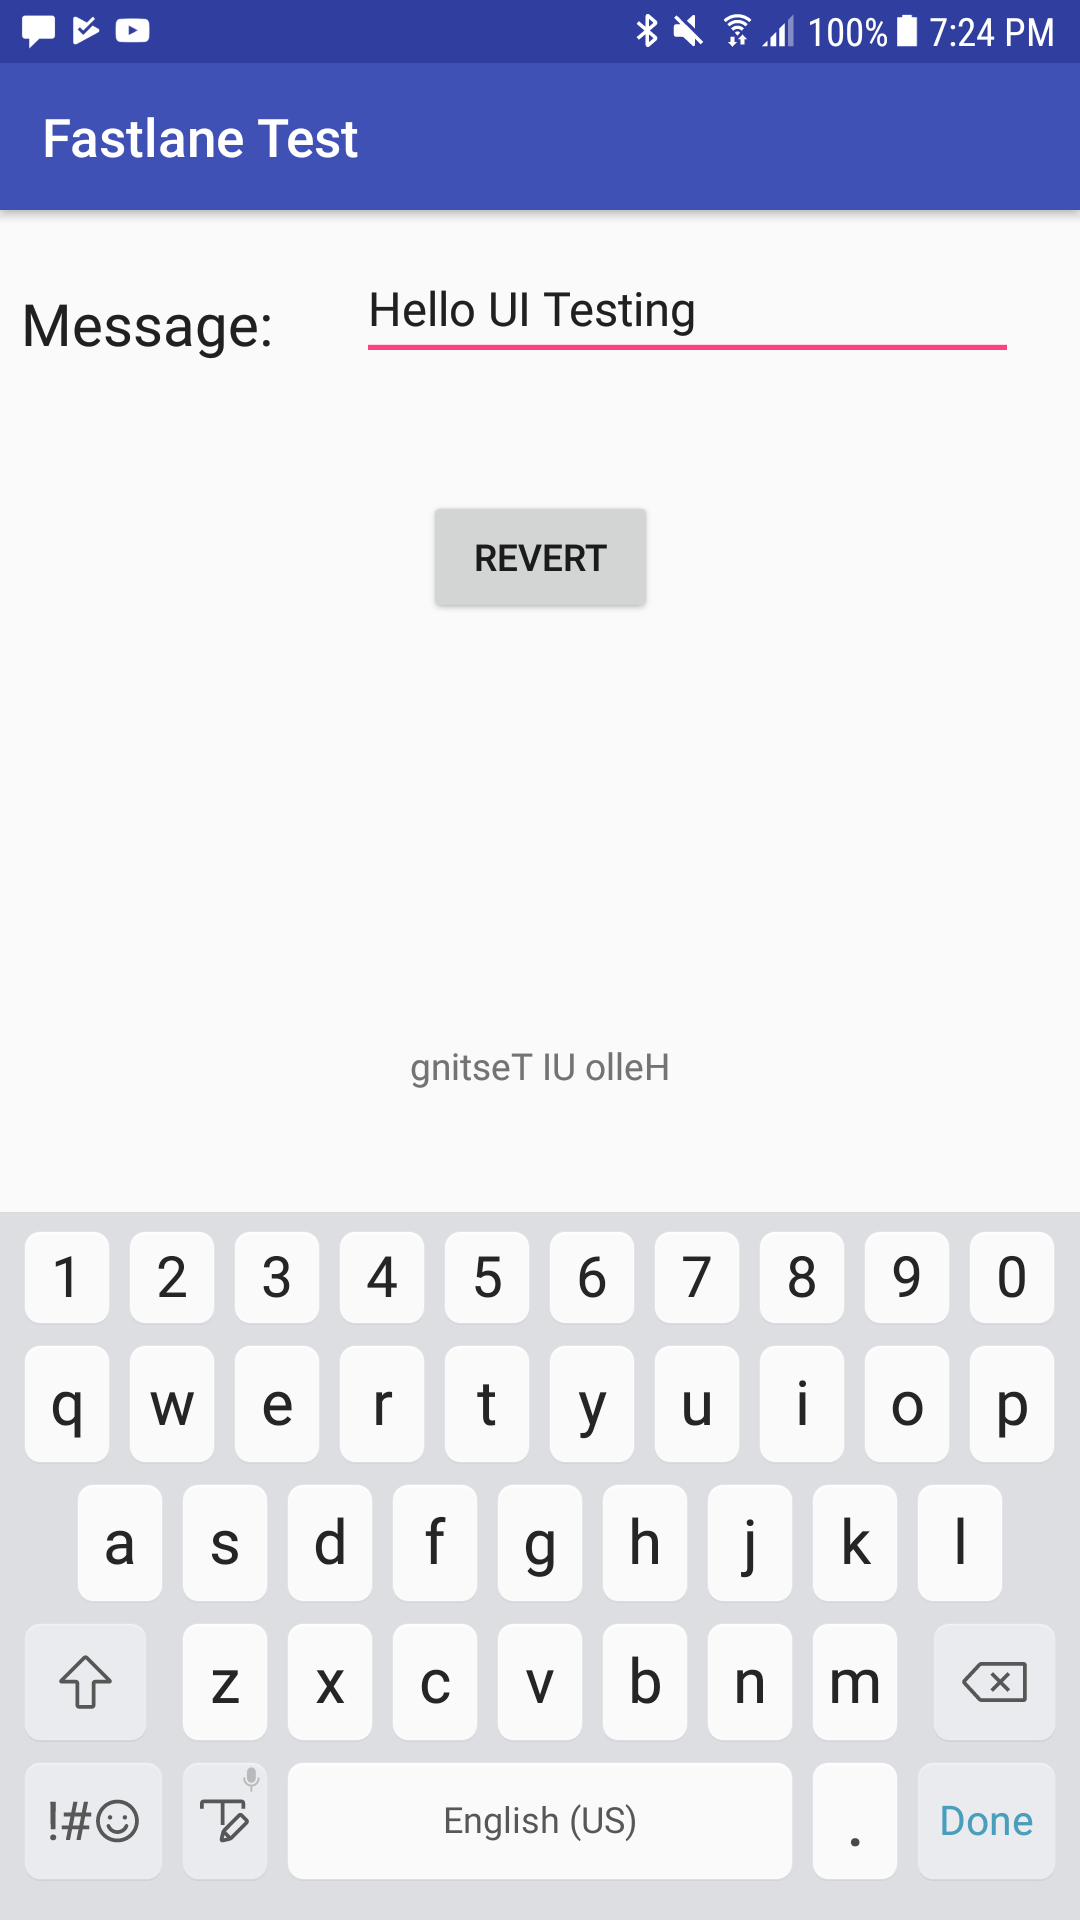 100% 7:24 PM
Fastlane Test
Message: Hello UI Testing
REVERT
gnitseT IU olleH
1 2 3 4 5 6 7 8 9 0
q w e r t y u i o p
a s d f g h j k l
z x c v b n m
!#☺ English (US) . Done